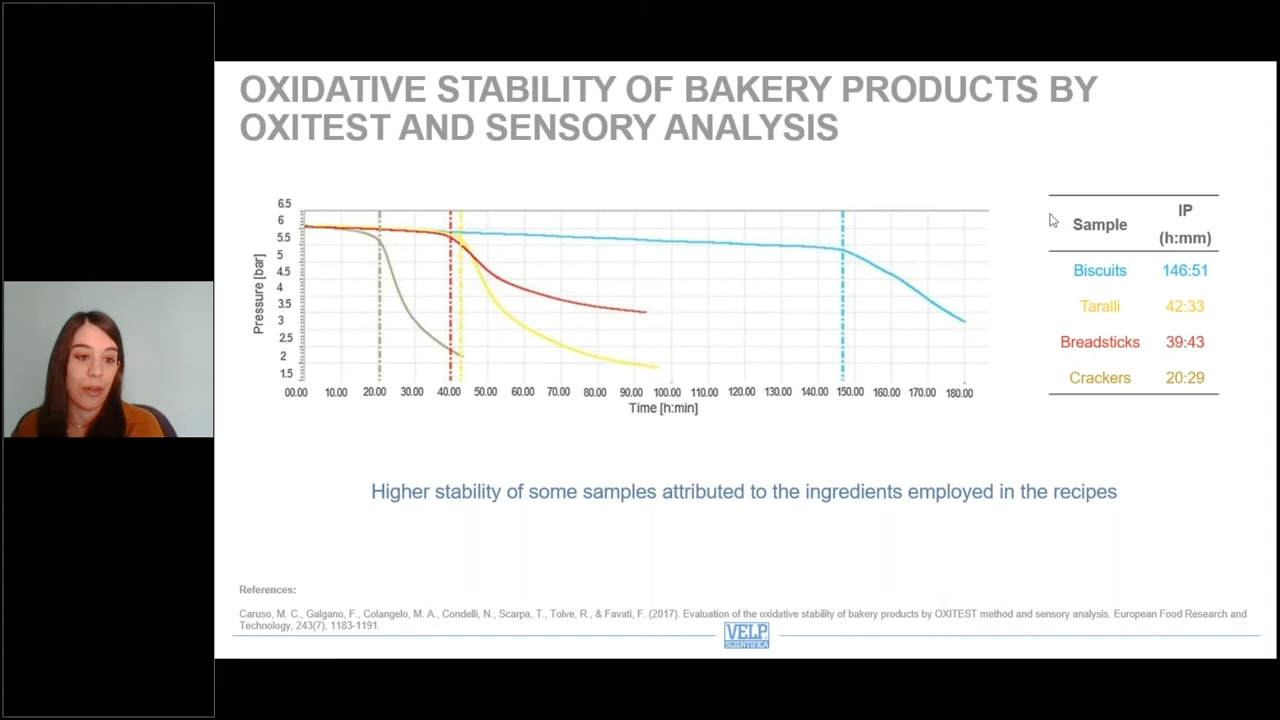 OXIDATIVE STABILITY OF BAKERY PRODUCTS BY
OXITEST AND SENSORY ANALYSIS
6.5
6
5.5
5
4.5
4
3.5
3
2.5
2
1.5
Pressure [bar]
00.00 10.00 20.00 30.00 40.00 50.00 60.00 70.00 80.00 90.00 100.00 110.00 120.00 130.00 140.00 150.00 160.00 170.00 180.00
Time [h:min]
Sample IP (h:mm)
Biscuits 146:51
Taralli 42:33
Breadsticks 39:43
Crackers 20:29
Higher stability of some samples attributed to the ingredients employed in the recipes
References:
Caruso, M. C., Galgano, F., Colangelo, M. A., Condelli, N., Scarpa, T., Tolve, R., & Favati, F. (2017). Evaluation of the oxidative stability of bakery products by OXITEST method and sensory analysis. European Food Research and
Technology, 243(7), 1183-1191.
VELP
SCIENTIFICA